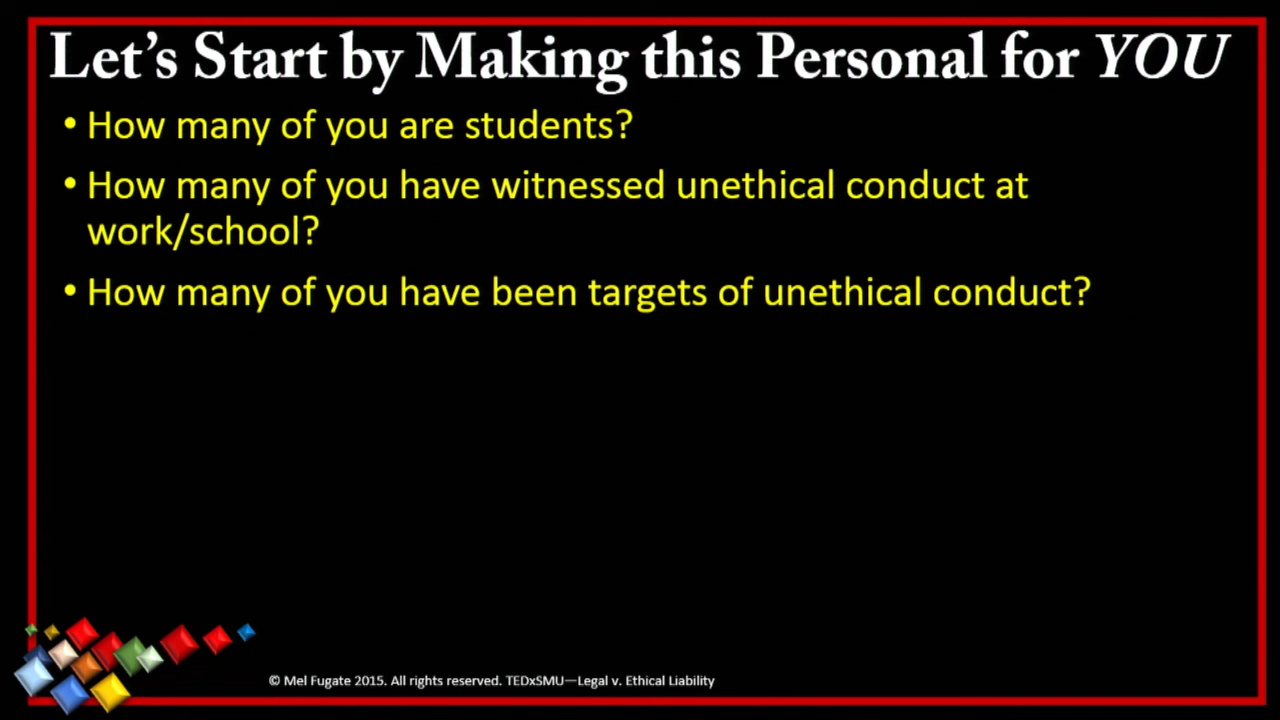 Let’s Start by Making this Personal for YOU
• How many of you are students?
• How many of you have witnessed unethical conduct at
work/school?
• How many of you have been targets of unethical conduct?
© Mel Fugate 2015. All rights reserved. TEDxSMU—Legal v. Ethical Liability